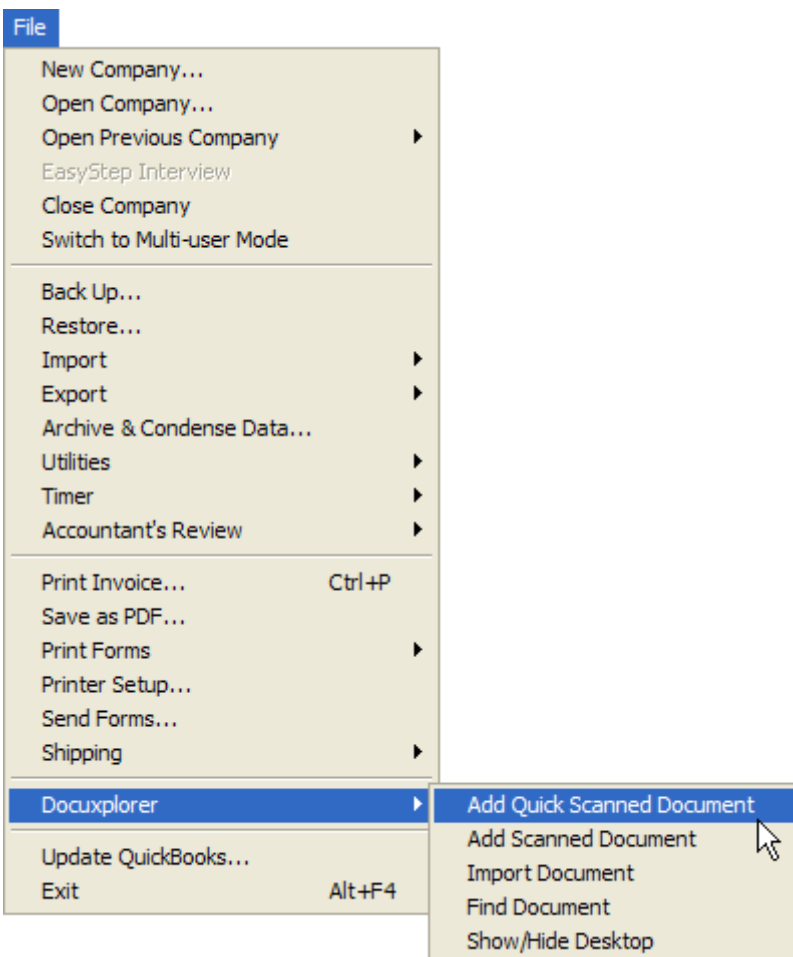 File
New Company...
Open Company...
Open Previous Company
EasyStep Interview
Close Company
Switch to Multi-user Mode
Back Up...
Restore...
Import
Export
Archive & Condense Data...
Utilities
Timer
Accountant's Review
Print Invoice... Ctrl+P
Save as PDF...
Print Forms
Printer Setup...
Send Forms...
Shipping
Docuxplorer
Add Quick Scanned Document
Add Scanned Document
Import Document
Find Document
Show/Hide Desktop
Update QuickBooks...
Exit Alt+F4